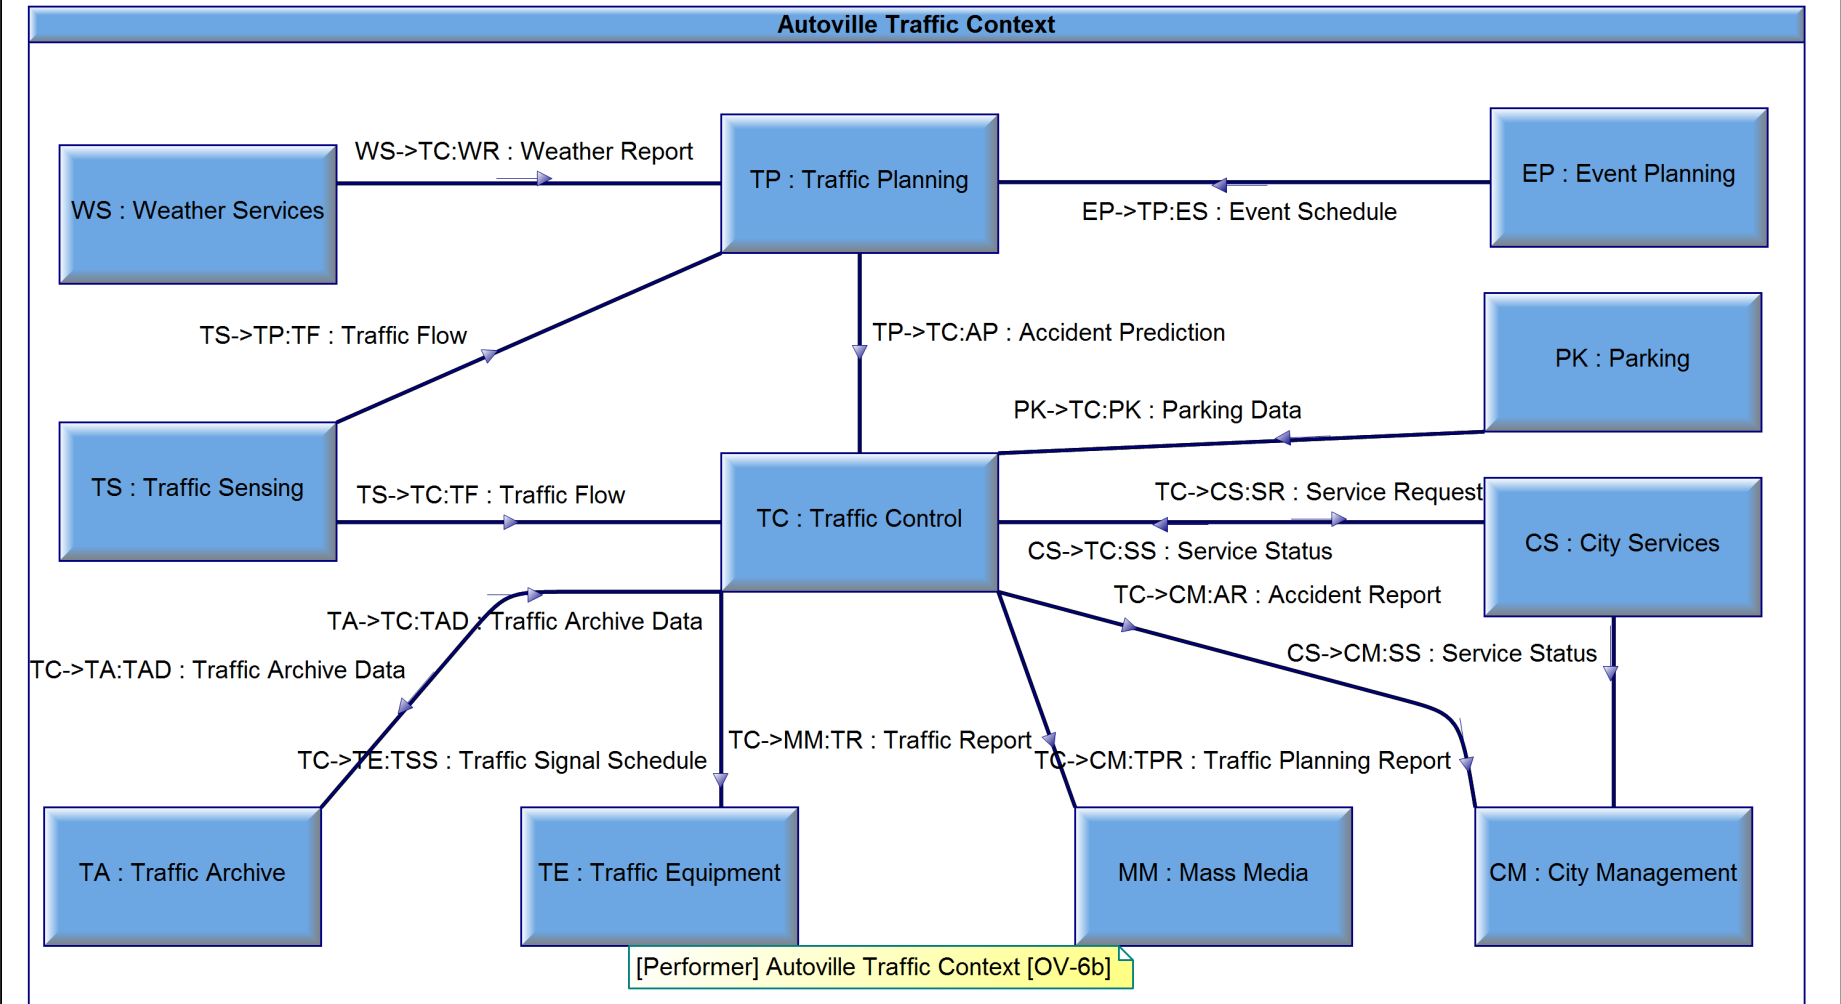 Autoville Traffic Context
WS->TC:WR : Weather Report
TP : Traffic Planning
EP : Event Planning
WS : Weather Services
EP->TP:ES : Event Schedule
TS->TP:TF : Traffic Flow
TP->TC:AP : Accident Prediction
PK : Parking
PK->TC:PK : Parking Data
TS : Traffic Sensing
TS->TC:TF : Traffic Flow
TC : Traffic Control
TC->CS:SR : Service Request
CS : City Services
CS->TC:SS : Service Status
TC->CM:AR : Accident Report
TA->TC:TAD : Traffic Archive Data
CS->CM:SS : Service Status
TC->TA:TAD : Traffic Archive Data
TC->MM:TR : Traffic Report
TC->TE:TSS : Traffic Signal Schedule
TC->CM:TPR : Traffic Planning Report
TA : Traffic Archive
TE : Traffic Equipment
MM : Mass Media
CM : City Management
[Performer] Autoville Traffic Context [OV-6b]